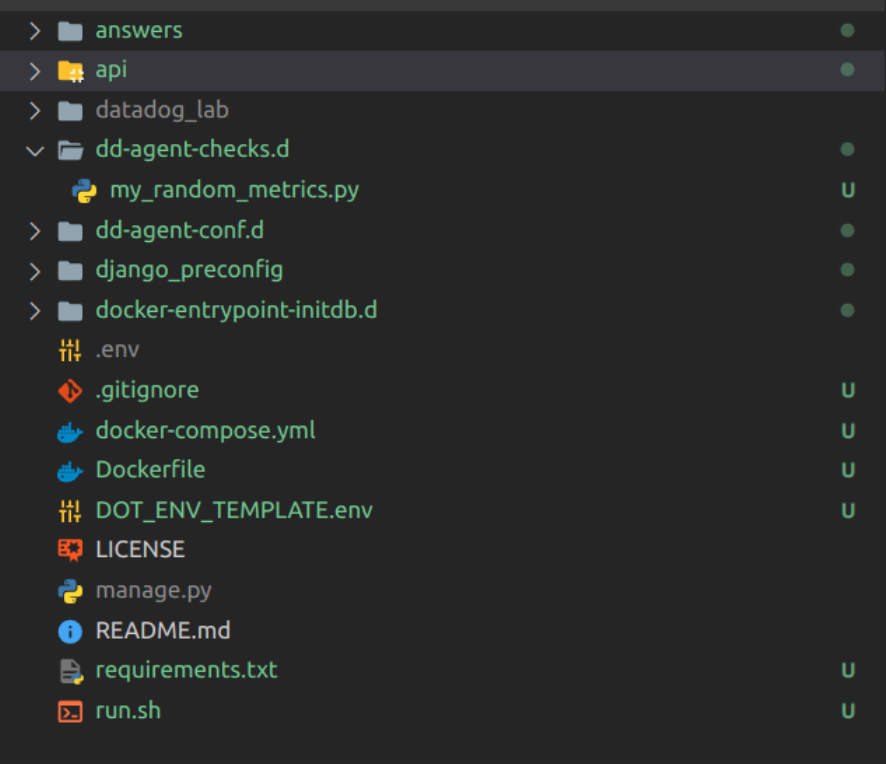 answers
api
datadog_lab
dd-agent-checks.d
my_random_metrics.py U
dd-agent-conf.d
django_preconfig
docker-entrypoint-initdb.d
.env
.gitignore U
docker-compose.yml U
Dockerfile U
DOT_ENV_TEMPLATE.env U
LICENSE
manage.py
README.md
requirements.txt U
run.sh U